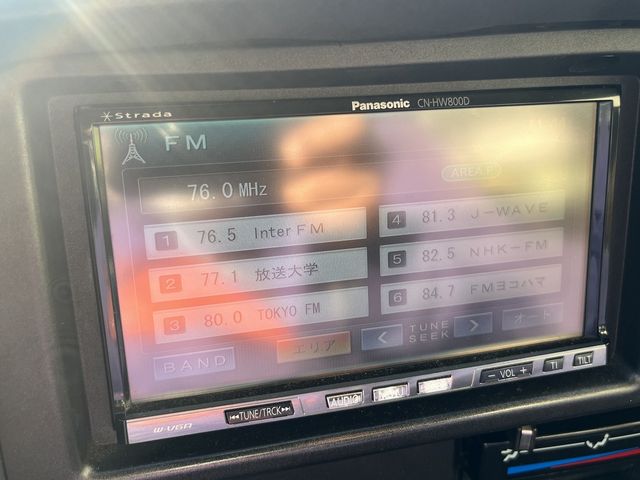 Panasonic CN-HW800D
Strada
FM
AREA.F
76.0 MHz
1 76.5 InterFM
2 77.1 放送大学
3 80.0 TOKYO FM
4 81.3 J-WAVE
5 82.5 NHK-FM
6 84.7 FMヨコハマ
BAND
エリア
< TUNE SEEK >
オート
W-VGA
TUNE/TRCK
AUDIO
MENU
− VOL +
TI
TILT